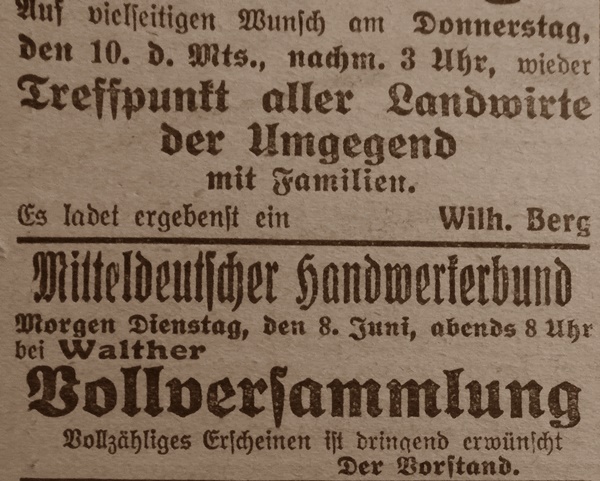 Auf vielseitigen Wunsch am Donnerstag,
den 10. d. Mts., nachm. 3 Uhr, wieder
Treffpunkt aller Landwirte
der Umgegend
mit Familien.
Es ladet ergebenst ein Wilh. Berg
Mitteldeutscher Handwerkerbund
Morgen Dienstag, den 8. Juni, abends 8 Uhr
bei Walther
Vollversammlung
Vollzähliges Erscheinen ist dringend erwünscht
Der Vorstand.